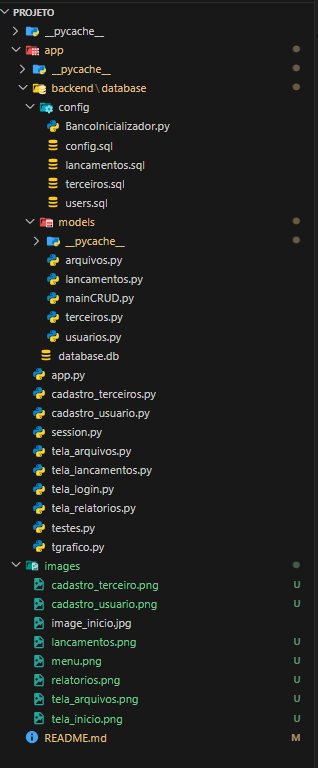 PROJETO
__pycache__
app
__pycache__
backend\database
config
BancoInicializador.py
config.sql
lancamentos.sql
terceiros.sql
users.sql
models
__pycache__
arquivos.py
lancamentos.py
mainCRUD.py
terceiros.py
usuarios.py
database.db
app.py
cadastro_terceiros.py
cadastro_usuario.py
session.py
tela_arquivos.py
tela_lancamentos.py
tela_login.py
tela_relatorios.py
testes.py
tgrafico.py
images
cadastro_terceiro.png U
cadastro_usuario.png U
image_inicio.jpg
lancamentos.png U
menu.png U
relatorios.png U
tela_arquivos.png U
tela_inicio.png U
README.md M